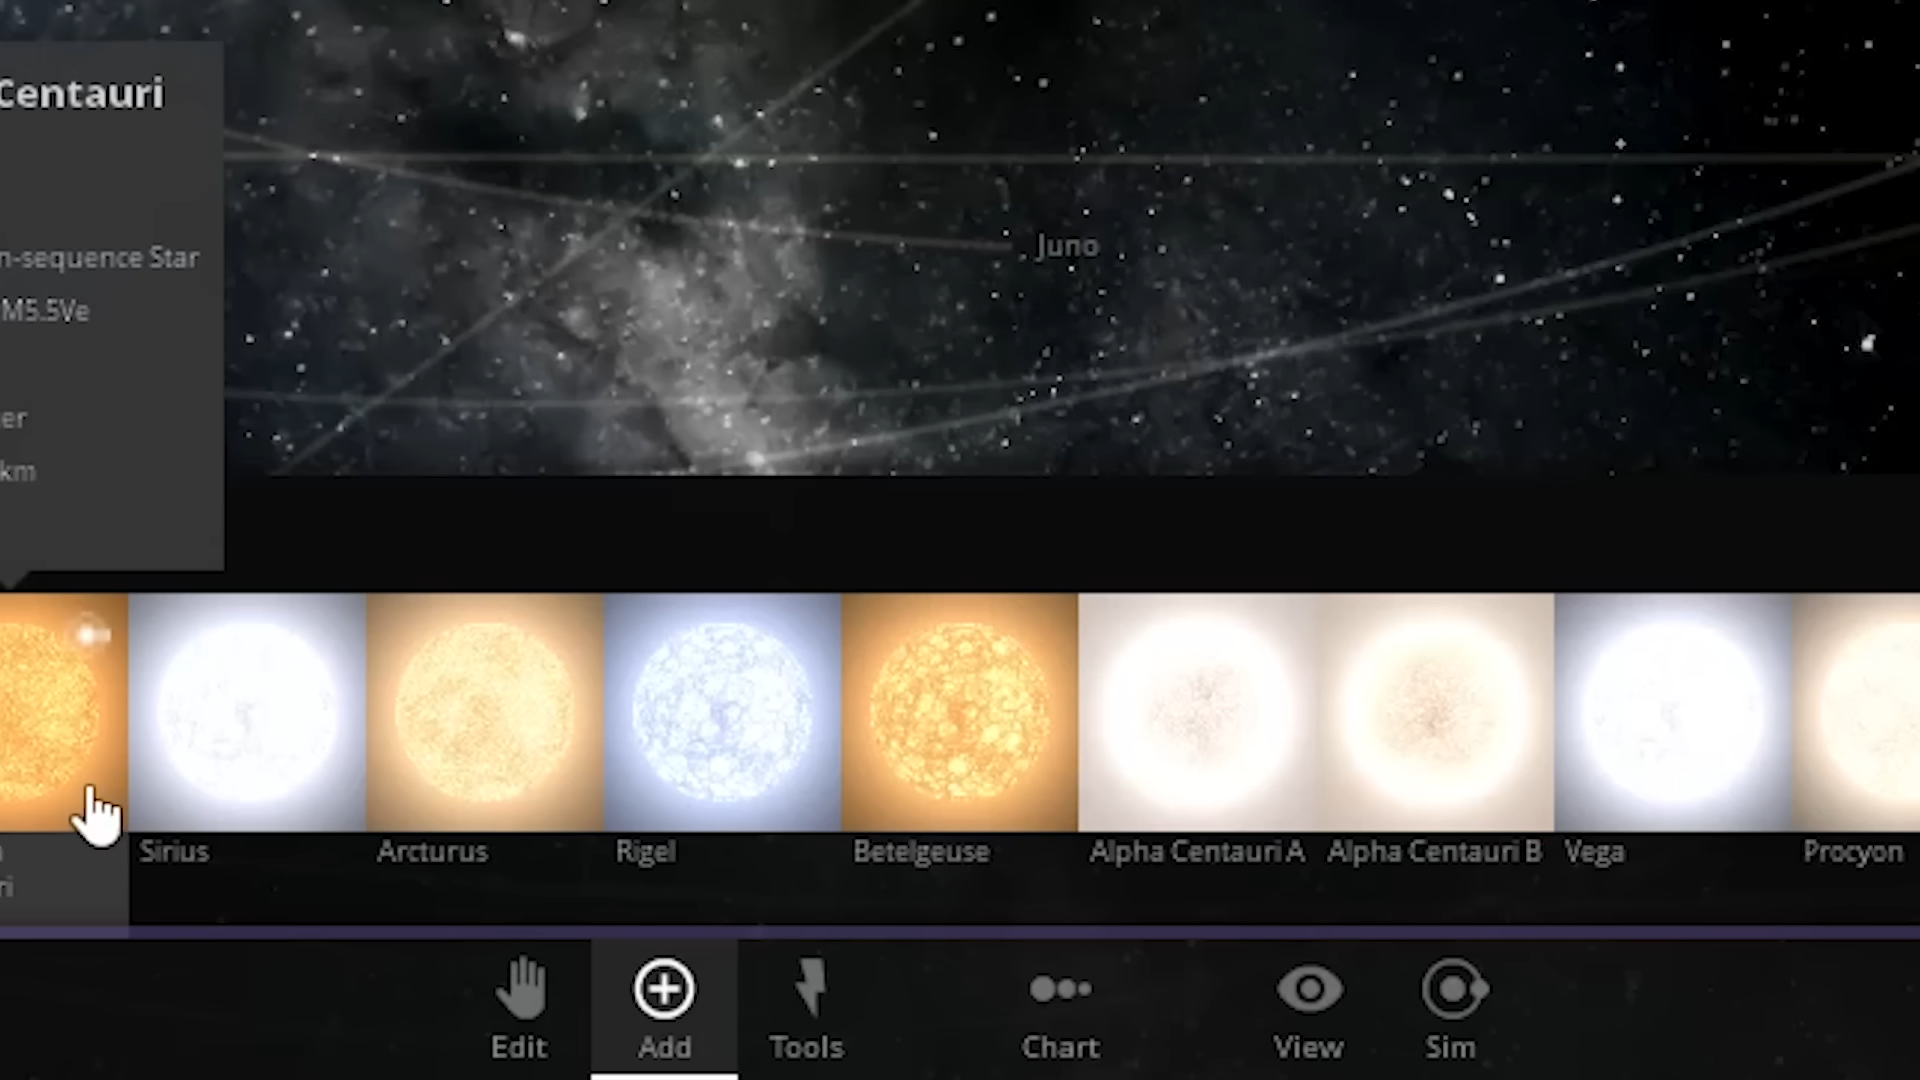 Centauri
n-sequence Star
M5.5Ve
er
km
Juno
ri
Sirius
Arcturus
Rigel
Betelgeuse
Alpha Centauri A
Alpha Centauri B
Vega
Procyon
Edit
Add
Tools
Chart
View
Sim